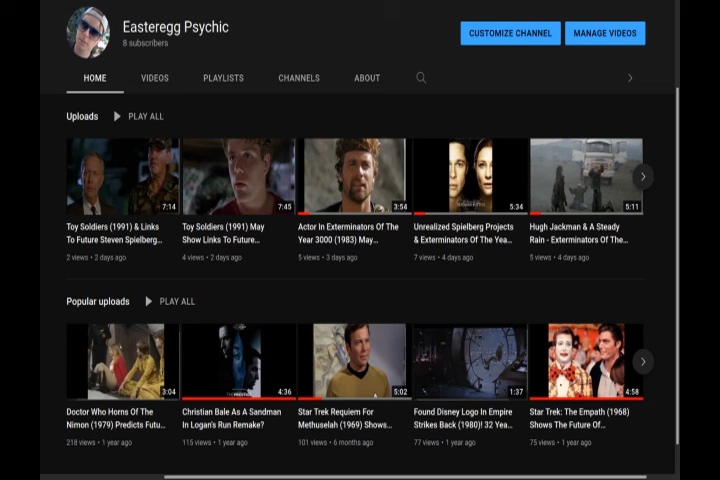 Easteregg Psychic
8 subscribers
CUSTOMIZE CHANNEL
MANAGE VIDEOS
HOME VIDEOS PLAYLISTS CHANNELS ABOUT
Uploads PLAY ALL
7:14 7:45 3:54 5:34 5:11
Toy Soldiers (1991) & Links
To Future Steven Spielberg...
2 views • 2 days ago
Toy Soldiers (1991) May
Show Links To Future...
4 views • 2 days ago
Actor In Exterminators Of The
Year 3000 (1983) May...
5 views • 3 days ago
Unrealized Spielberg Projects
& Exterminators Of The Yea...
7 views • 4 days ago
Hugh Jackman & A Steady
Rain - Exterminators Of The...
5 views • 4 days ago
Popular uploads PLAY ALL
3:04 4:36 5:02 1:37 4:58
Doctor Who Horns Of The
Nimon (1979) Predicts Futu...
218 views • 1 year ago
Christian Bale As A Sandman
In Logan's Run Remake?
115 views • 1 year ago
Star Trek Requiem For
Methuselah (1969) Shows...
101 views • 6 months ago
Found Disney Logo In Empire
Strikes Back (1980)! 32 Yea...
77 views • 1 year ago
Star Trek: The Empath (1968)
Shows The Future Of...
75 views • 1 year ago